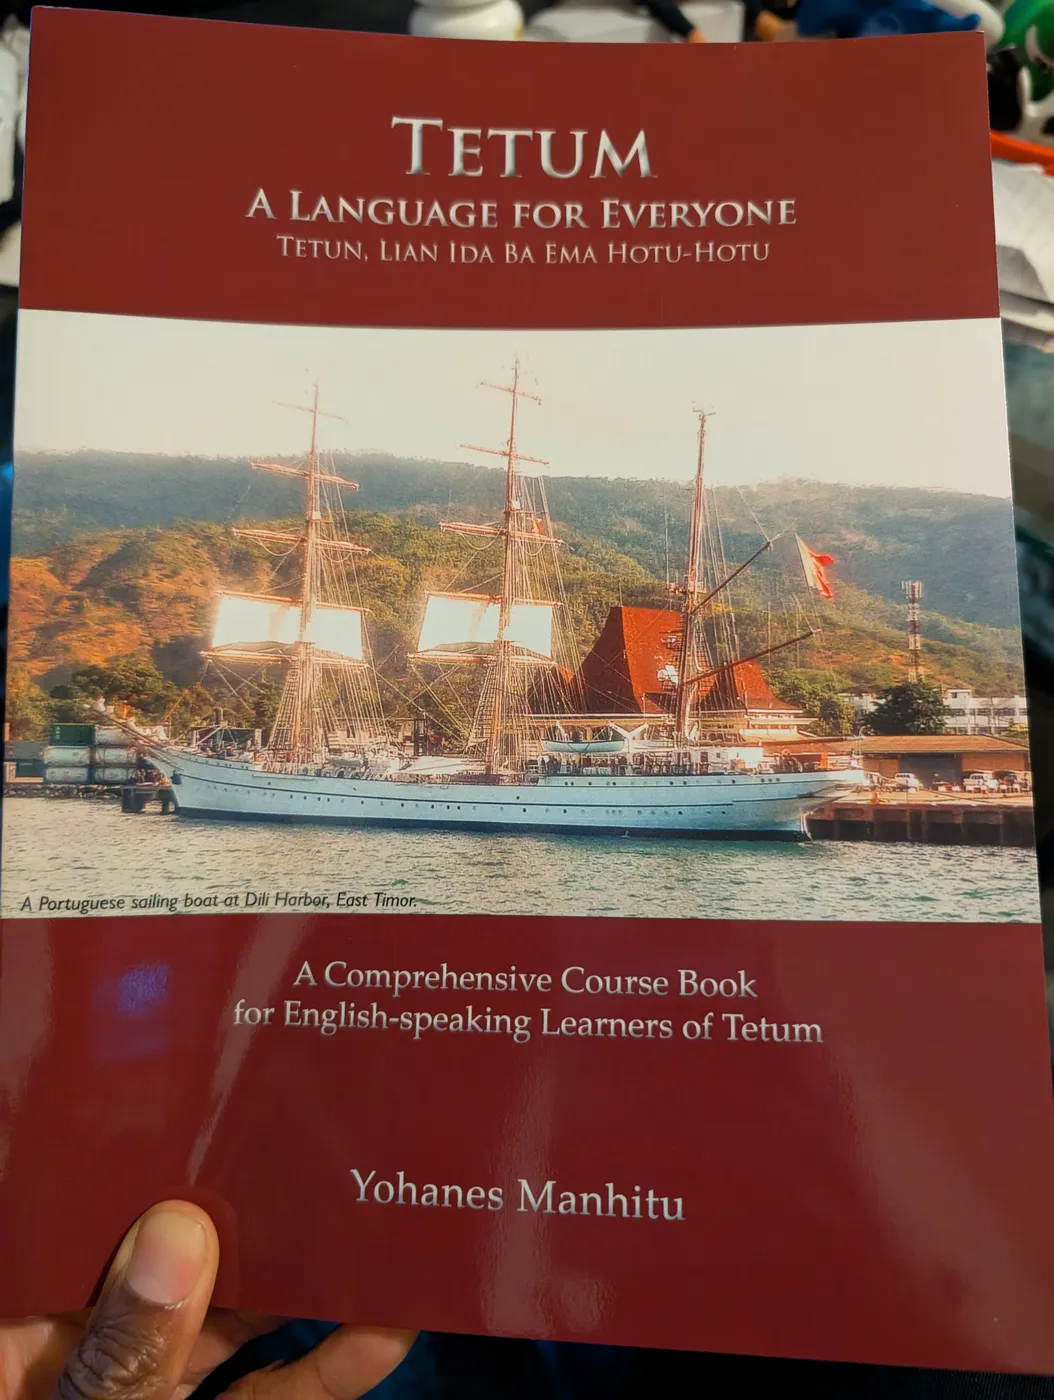 TETUM
A LANGUAGE FOR EVERYONE
TETUN, LIAN IDA BA EMA HOTU-HOTU
A Portuguese sailing boat at Dili Harbor, East Timor.
A Comprehensive Course Book
for English-speaking Learners of Tetum
Yohanes Manhitu